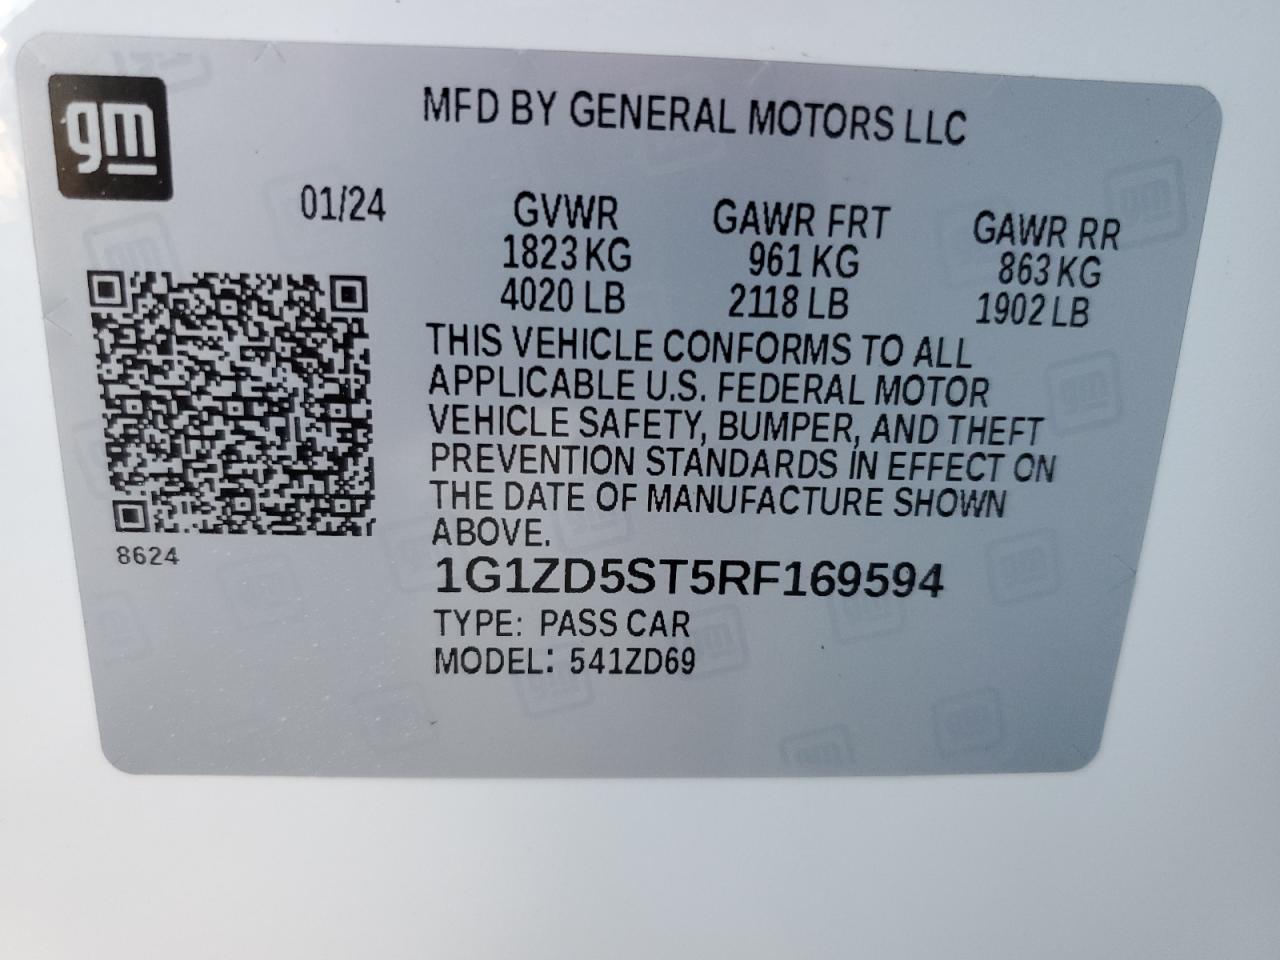 gm
MFD BY GENERAL MOTORS LLC
01/24
GVWR GAWR FRT GAWR RR
1823 KG 961 KG 863 KG
4020 LB 2118 LB 1902 LB
THIS VEHICLE CONFORMS TO ALL
APPLICABLE U.S. FEDERAL MOTOR
VEHICLE SAFETY, BUMPER, AND THEFT
PREVENTION STANDARDS IN EFFECT ON
THE DATE OF MANUFACTURE SHOWN
ABOVE.
8624
1G1ZD5ST5RF169594
TYPE: PASS CAR
MODEL: 541ZD69